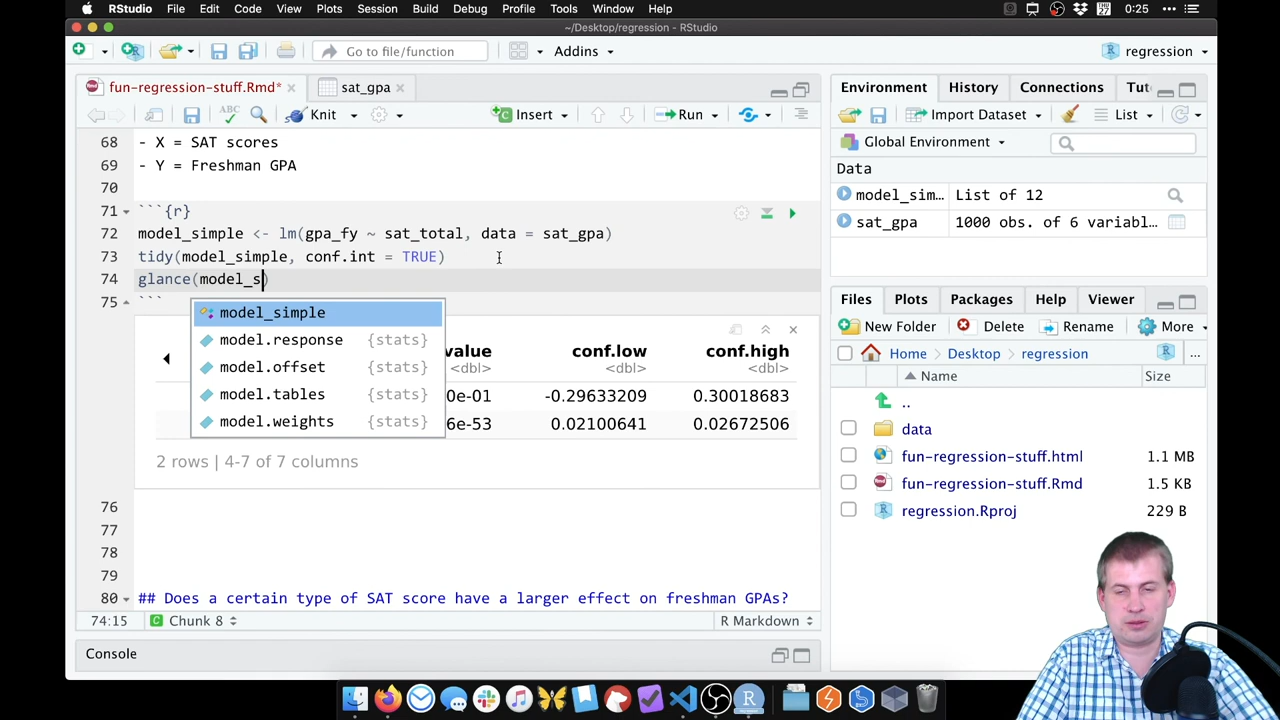 RStudio File Edit Code View Plots Session Build Debug Profile Tools Window Help THU 27 0:25
~/Desktop/regression - RStudio
Go to file/function Addins regression
fun-regression-stuff.Rmd* sat_gpa
Knit Insert Run
68 - X = SAT scores
69 - Y = Freshman GPA
70
71 ```{r}
72 model_simple <- lm(gpa_fy ~ sat_total, data = sat_gpa)
73 tidy(model_simple, conf.int = TRUE)
74 glance(model_s)
75 ```
model_simple
model.response {stats}
model.offset {stats}
model.tables {stats}
model.weights {stats}
value conf.low conf.high
<dbl> <dbl> <dbl>
0e-01 -0.29633209 0.30018683
6e-53 0.02100641 0.02672506
2 rows | 4-7 of 7 columns
76
77
78
79
80 ## Does a certain type of SAT score have a larger effect on freshman GPAs?
74:15 Chunk 8 R Markdown
Console
Environment History Connections Tut
Import Dataset List
Global Environment
Data
model_sim… List of 12
sat_gpa 1000 obs. of 6 variabl…
Files Plots Packages Help Viewer
New Folder Delete Rename More
Home Desktop regression ...
Name Size
..
data
fun-regression-stuff.html 1.1 MB
fun-regression-stuff.Rmd 1.5 KB
regression.Rproj 229 B